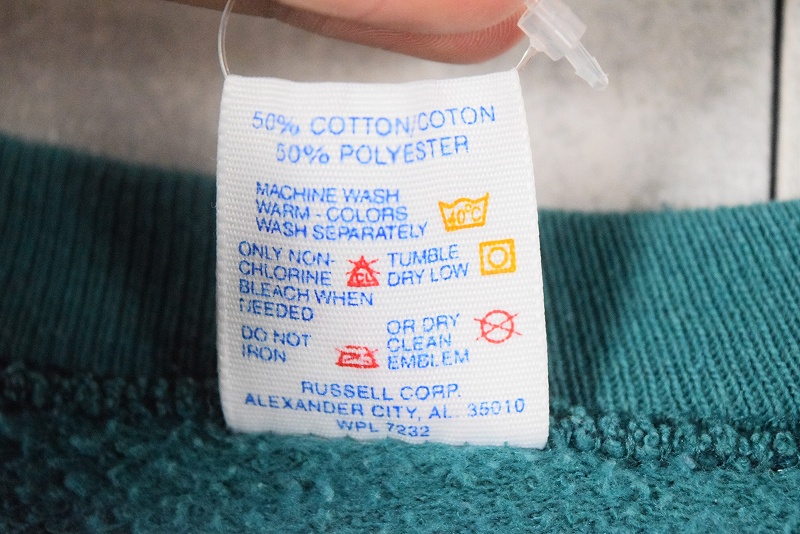 50% COTTON/COTON
50% POLYESTER
MACHINE WASH
WARM - COLORS
WASH SEPARATELY
40°C
ONLY NON-
CHLORINE
BLEACH WHEN
NEEDED
CL
TUMBLE
DRY LOW
DO NOT
IRON
OR DRY
CLEAN
EMBLEM
RUSSELL CORP.
ALEXANDER CITY, AL. 35010
WPL 7232